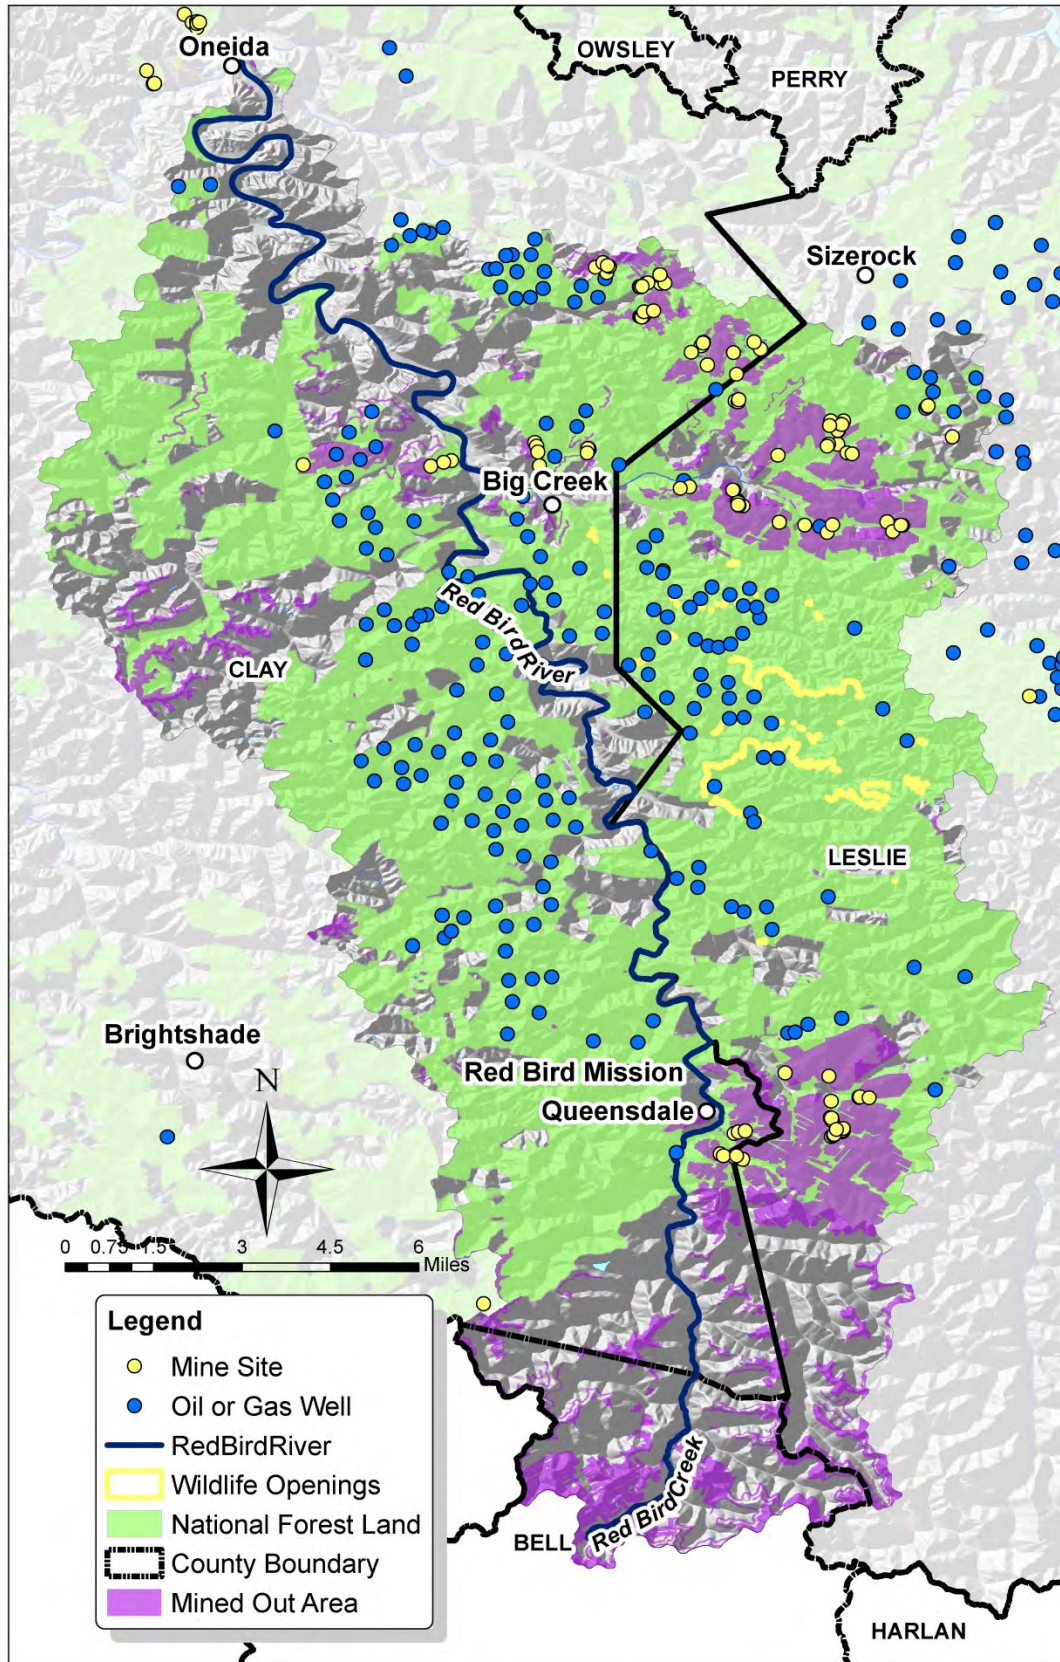 Oneida
OWSLEY
PERRY
Sizerock
Big Creek
Red Bird River
CLAY
LESLIE
Brightshade
Red Bird Mission
Queensdale
N
0 0.75 1.5 3 4.5 6
Miles
Legend
Mine Site
Oil or Gas Well
RedBirdRiver
Wildlife Openings
National Forest Land
County Boundary
Mined Out Area
Red BirdCreek
BELL
HARLAN